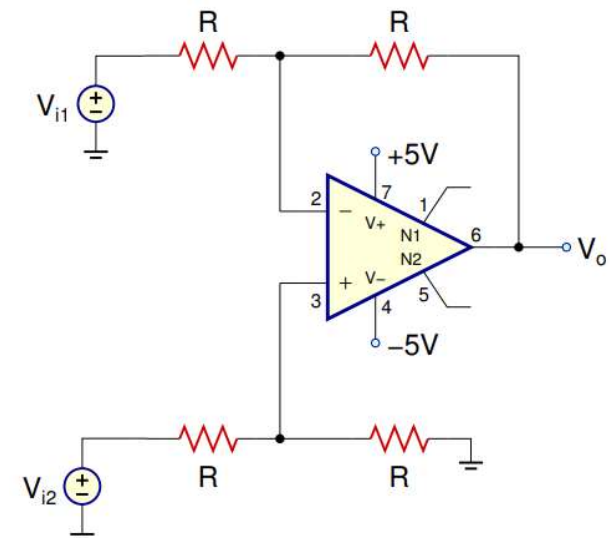 R R
V_i1
+5V
2 7 1
− V+ N1 6
V_o
+ V− N2
3 4 5
−5V
R R
V_i2